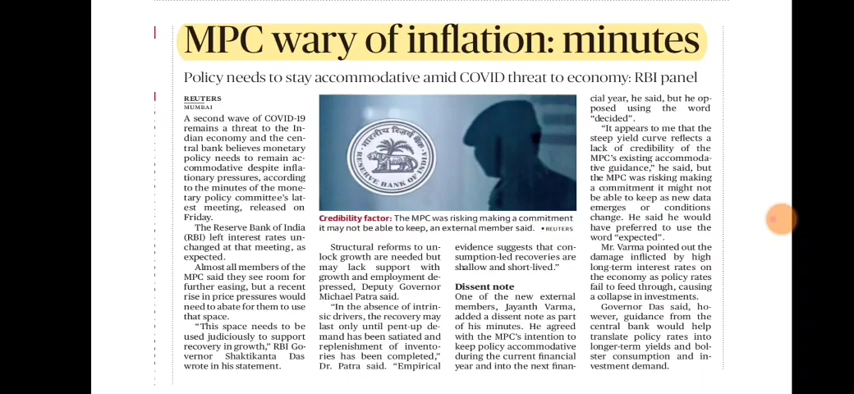 MPC wary of inflation: minutes
Policy needs to stay accommodative amid COVID threat to economy: RBI panel
REUTERS
MUMBAI
A second wave of COVID-19
remains a threat to the In-
dian economy and the cen-
tral bank believes monetary
policy needs to remain ac-
commodative despite infla-
tionary pressures, according
to the minutes of the mone-
tary policy committee's lat-
est meeting, released on
Friday.
The Reserve Bank of India
(RBI) left interest rates un-
changed at that meeting, as
expected.
Almost all members of the
MPC said they see room for
further easing, but a recent
rise in price pressures would
need to abate for them to use
that space.
"This space needs to be
used judiciously to support
recovery in growth," RBI Go-
vernor Shaktikanta Das
wrote in his statement.
भारतीय रिज़र्व बैंक
RESERVE BANK OF INDIA
Credibility factor: The MPC was risking making a commitment
it may not be able to keep, an external member said. • REUTERS
Structural reforms to un-
lock growth are needed but
may lack support with
growth and employment de-
pressed, Deputy Governor
Michael Patra said.
"In the absence of intrin-
sic drivers, the recovery may
last only until pent-up de-
mand has been satiated and
replenishment of invento-
ries has been completed,"
Dr. Patra said. "Empirical
evidence suggests that con-
sumption-led recoveries are
shallow and short-lived."
Dissent note
One of the new external
members, Jayanth Varma,
added a dissent note as part
of his minutes. He agreed
with the MPC's intention to
keep policy accommodative
during the current financial
year and into the next finan-
cial year, he said, but he op-
posed using the word
"decided".
"It appears to me that the
steep yield curve reflects a
lack of credibility of the
MPC's existing accommoda-
tive guidance," he said, but
the MPC was risking making
a commitment it might not
be able to keep as new data
emerges or conditions
change. He said he would
have preferred to use the
word "expected".
Mr. Varma pointed out the
damage inflicted by high
long-term interest rates on
the economy as policy rates
fail to feed through, causing
a collapse in investments.
Governor Das said, ho-
wever, guidance from the
central bank would help
translate policy rates into
longer-term yields and bol-
ster consumption and in-
vestment demand.